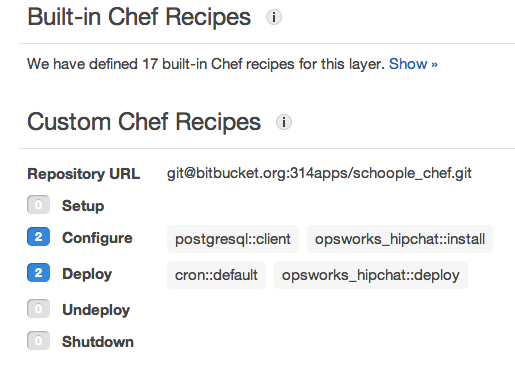 Built-in Chef Recipes i
We have defined 17 built-in Chef recipes for this layer. Show »
Custom Chef Recipes i
Repository URL git@bitbucket.org:314apps/schoople_chef.git
0 Setup
2 Configure postgresql::client opsworks_hipchat::install
2 Deploy cron::default opsworks_hipchat::deploy
0 Undeploy
0 Shutdown